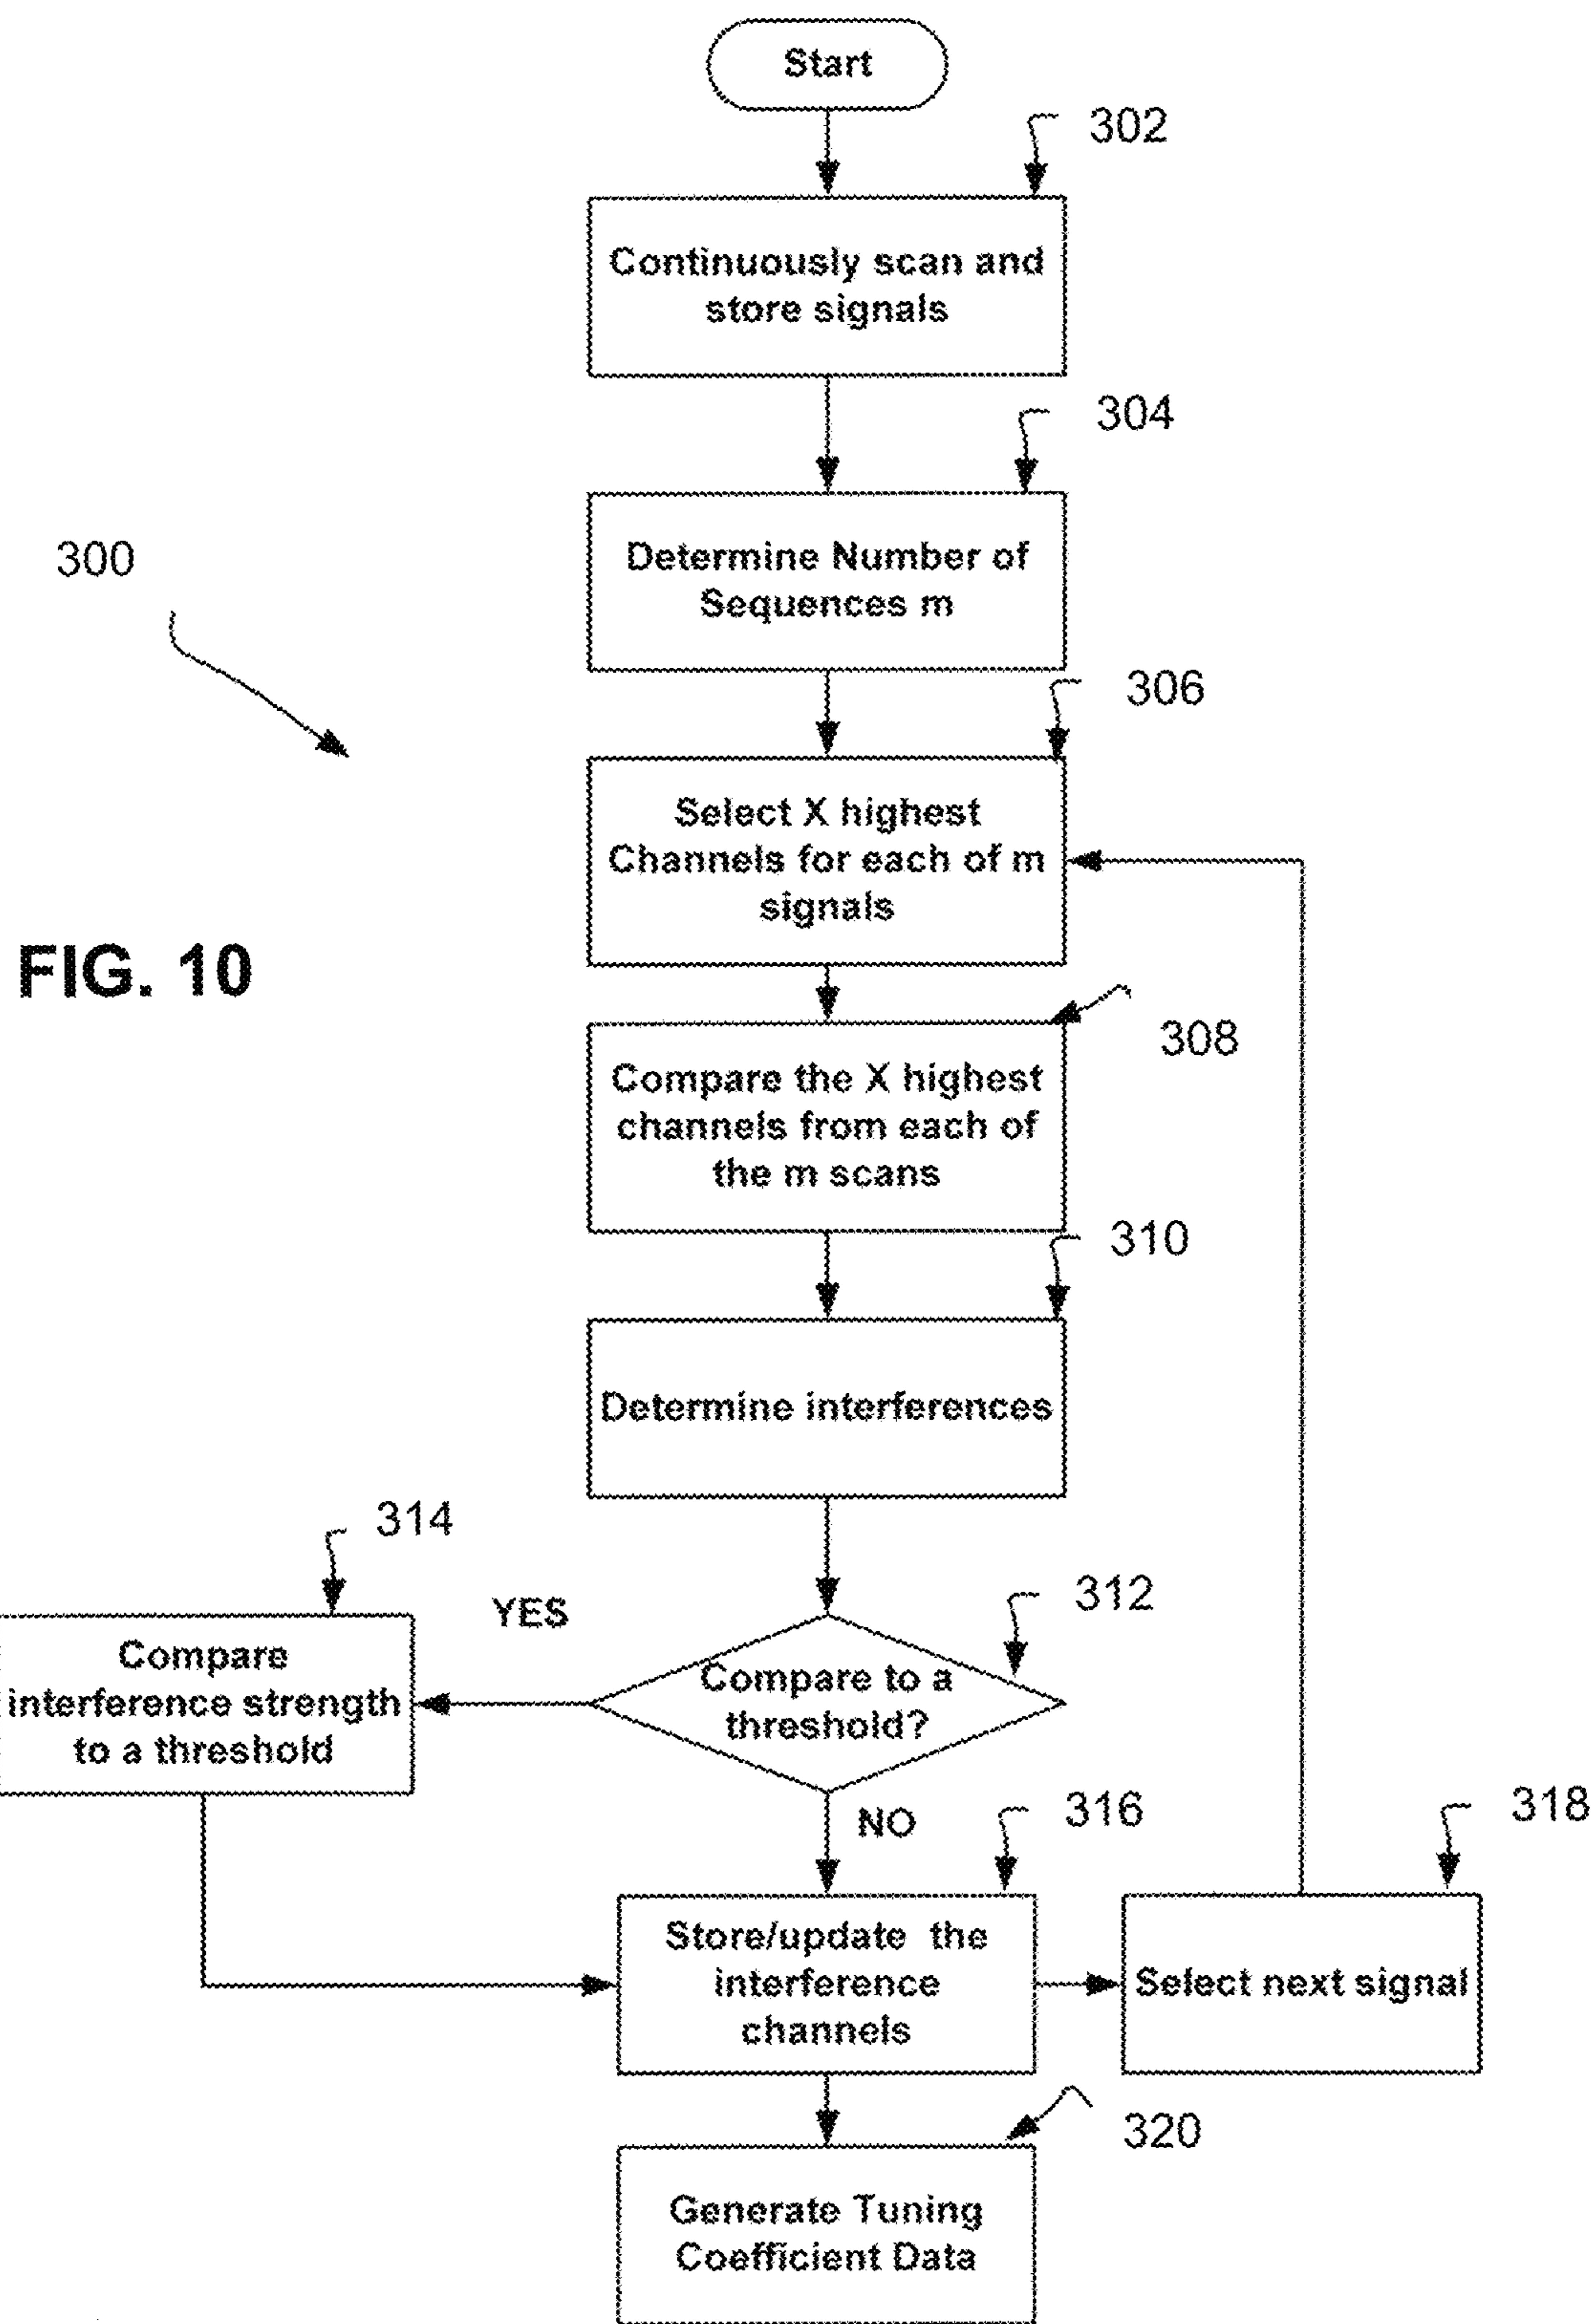 Start
302
Continuously scan and
store signals
304
Determine Number of
Sequences m
300
306
Select X highest
Channels for each of m
signals
FIG. 10
308
Compare the X highest
channels from each of
the m scans
310
Determine interferences
314
YES
312
Compare
interference strength
to a threshold
Compare to a
threshold?
NO
316
318
Store/update the
interference
channels
Select next signal
320
Generate Tuning
Coefficient Data